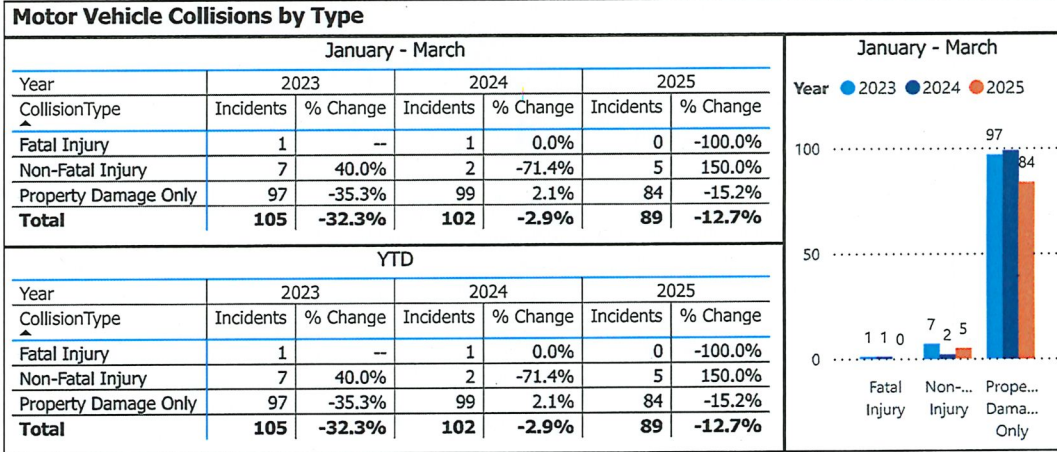 Motor Vehicle Collisions by Type
January - March
Year 2023 2024 2025
CollisionType Incidents % Change Incidents % Change Incidents % Change
Fatal Injury 1 -- 1 0.0% 0 -100.0%
Non-Fatal Injury 7 40.0% 2 -71.4% 5 150.0%
Property Damage Only 97 -35.3% 99 2.1% 84 -15.2%
Total 105 -32.3% 102 -2.9% 89 -12.7%
YTD
Year 2023 2024 2025
CollisionType Incidents % Change Incidents % Change Incidents % Change
Fatal Injury 1 -- 1 0.0% 0 -100.0%
Non-Fatal Injury 7 40.0% 2 -71.4% 5 150.0%
Property Damage Only 97 -35.3% 99 2.1% 84 -15.2%
Total 105 -32.3% 102 -2.9% 89 -12.7%
January - March
Year 2023 2024 2025
97
100
84
50
7
1 1 0 2 5
0
Fatal Non-... Prope...
Injury Injury Dama...
Only